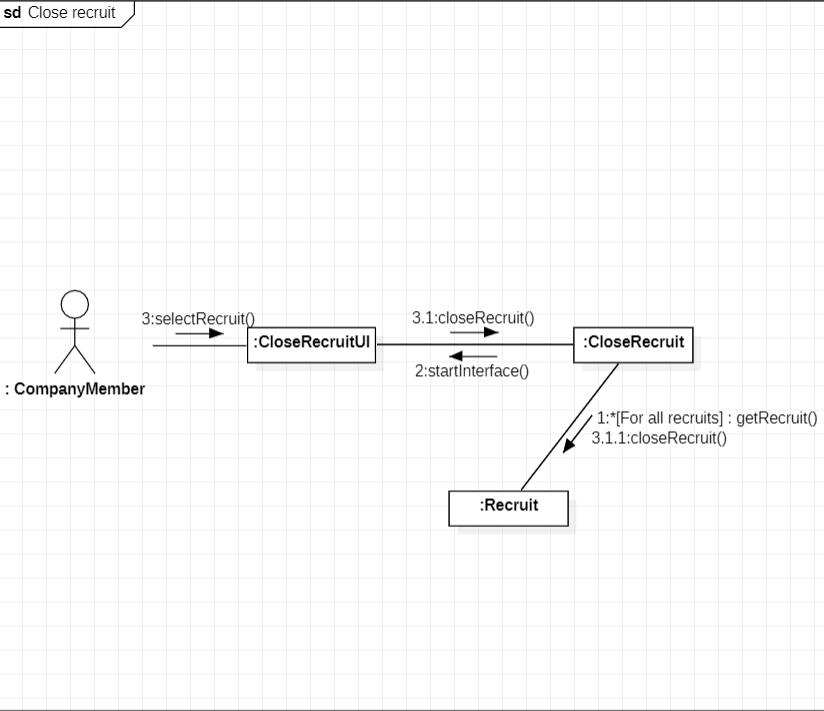 sd Close recruit
3:selectRecruit()
3.1:closeRecruit()
:CloseRecruitUI
:CloseRecruit
2:startInterface()
: CompanyMember
1:*[For all recruits] : getRecruit()
3.1.1:closeRecruit()
:Recruit